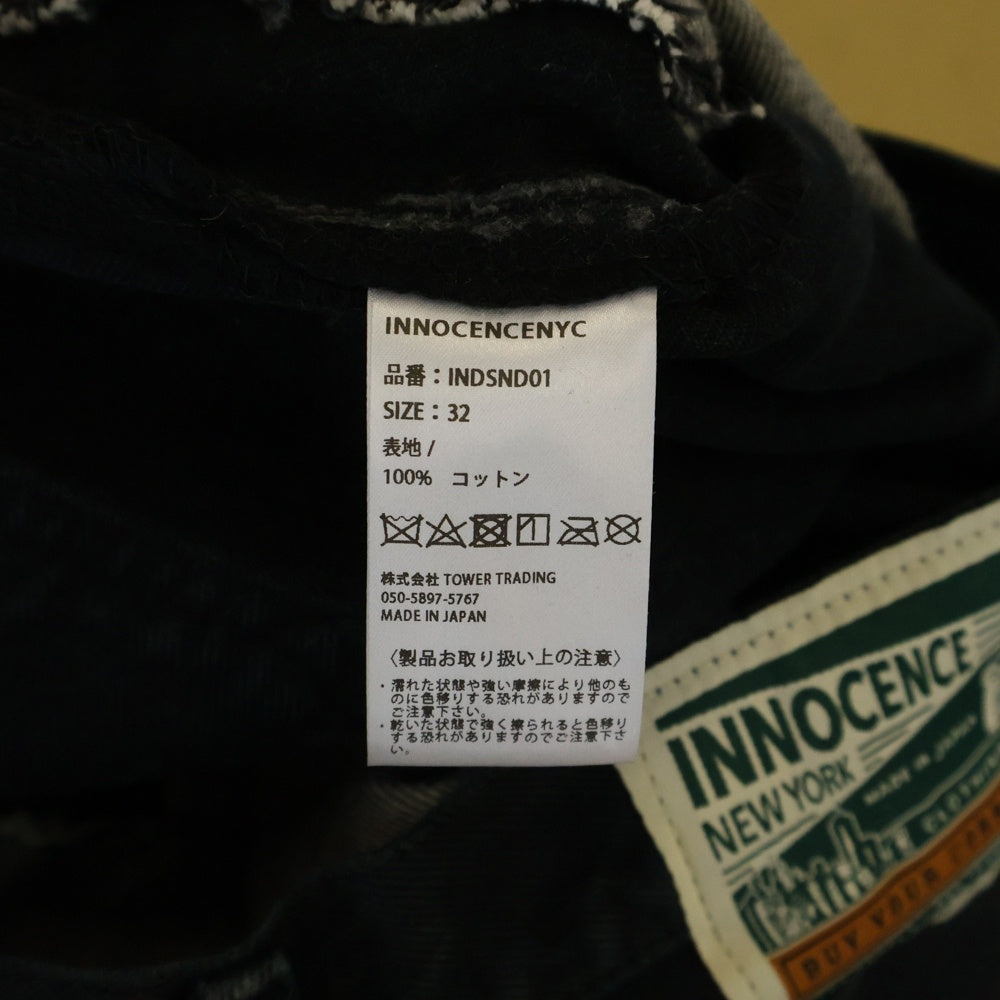 INNOCENCENYC
品番：INDSND01
SIZE：32
表地 /
100% コットン
株式会社 TOWER TRADING
050-5897-5767
MADE IN JAPAN
〈製品お取り扱い上の注意〉
・濡れた状態や強い摩擦により他のも
のに色移りする恐れがありますので
ご注意下さい。
・乾いた状態で強く擦られると色移り
する恐れがありますのでご注意下さ
い。
INNOCENCE
NEW YORK
MADE IN JAPAN
BUY YOUR